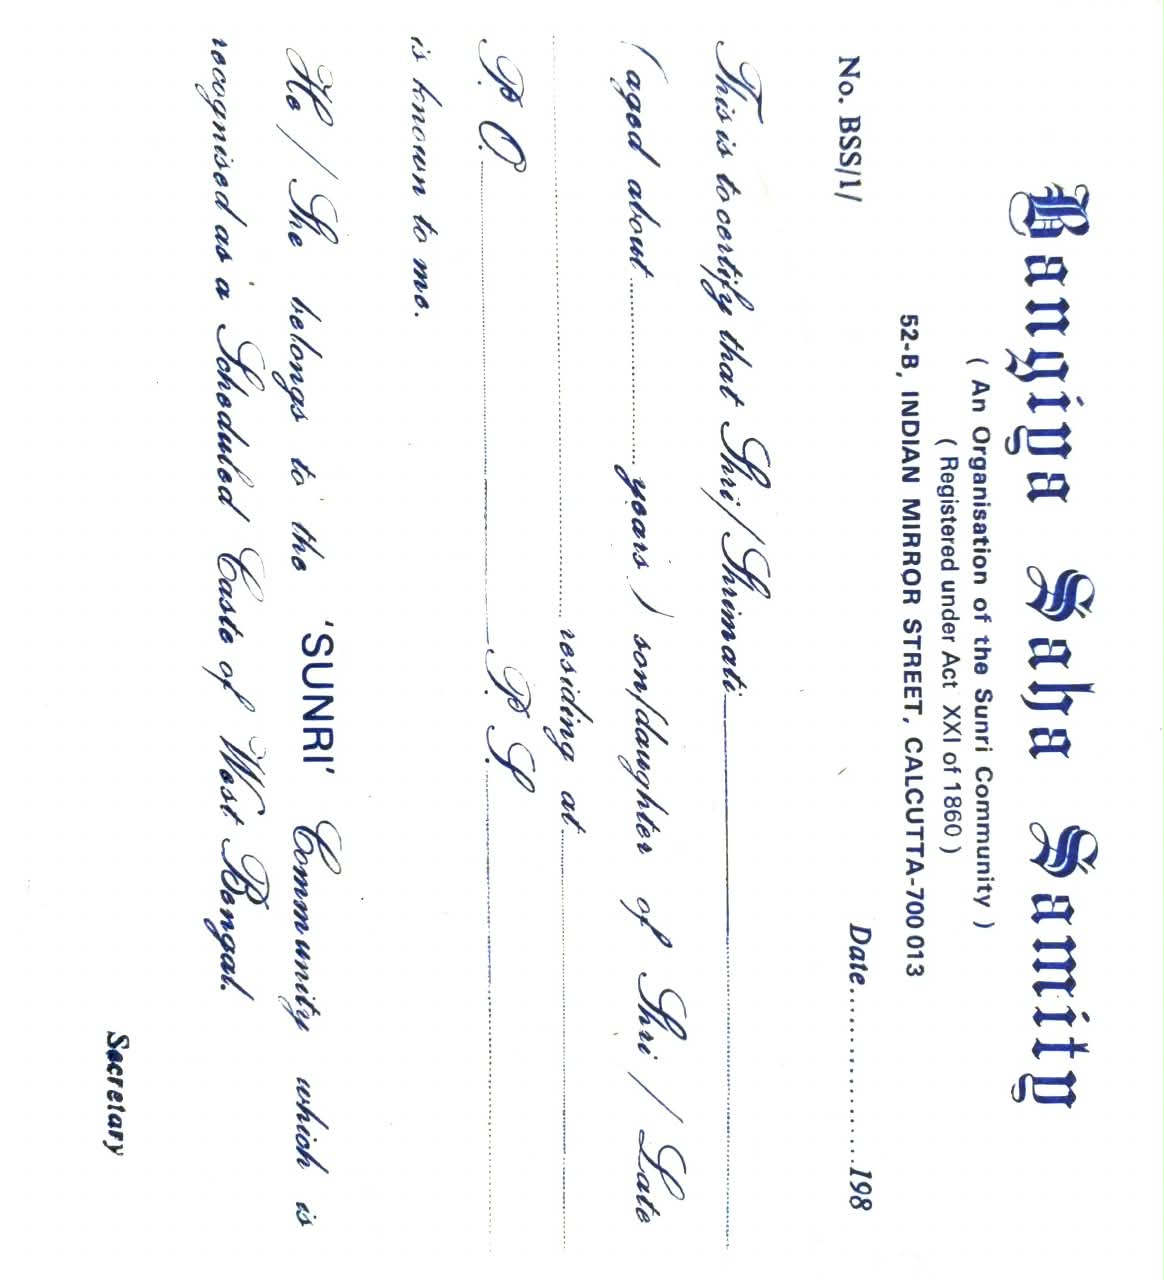 Bangiya Saha Samity
( An Organisation of the Sunri Community )
( Registered under Act XXI of 1860 )
52-B, INDIAN MIRROR STREET, CALCUTTA-700 013
No. BSS/1/ Date..................198
This is to certify that Shri/Shrimati
(aged about.................... years) son/daughter of Shri / Late
.................... residing at....................
P. O.....................P. S.....................
is known to me.
He / She belongs to the 'SUNRI' Community which is
recognised as a Scheduled Caste of West Bengal.
Secretary